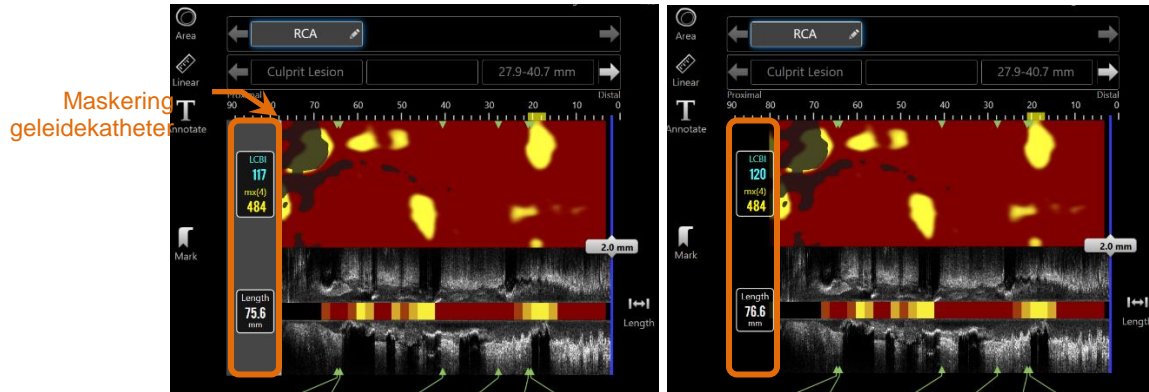 Maskering
geleidekatheter
Area
RCA
Linear
Culprit Lesion
27.9-40.7 mm
Proximal
Distal
90 70 60 50 40 30 20 10 0
Annotate
LCBI
117
mx(4)
484
Mark
2.0 mm
Length
75.6
mm
Length
Area
RCA
Linear
Culprit Lesion
27.9-40.7 mm
Proximal
Distal
90 80 70 60 50 40 30 20 10 0
Annotate
LCBI
120
mx(4)
484
Mark
2.0 mm
Length
76.6
mm
Length